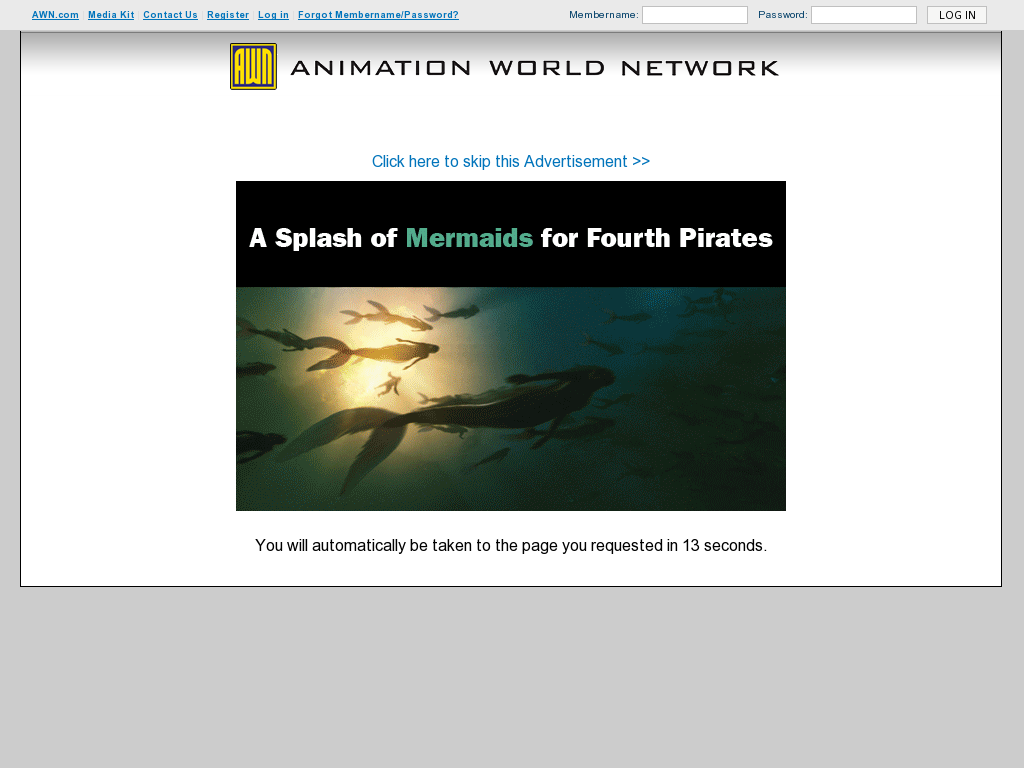 AWN.com Media Kit Contact Us Register Log in Forgot Membername/Password? Membername: Password: LOG IN
AWN ANIMATION WORLD NETWORK
Click here to skip this Advertisement >>
A Splash of Mermaids for Fourth Pirates
You will automatically be taken to the page you requested in 13 seconds.